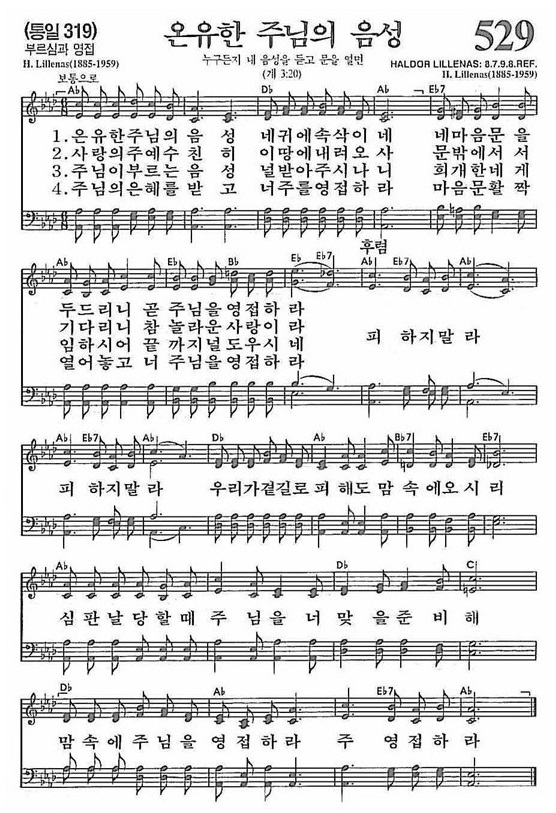 (통일 319)
부르심과 영접
온유한 주님의 음성
529
누구든지 내 음성을 듣고 문을 열면
(계 3:20)
H. Lillenas(1885-1959)
HALDOR LILLENAS: 8.7.9.8.REF.
H. Lillenas(1885-1959)
보통으로
Ab Db Ab Eb7
1. 온유한주님의 음 성 네귀에속삭이 네 네마음문 을
2. 사랑의주예수 친 히 이땅에내려오 사 문밖에서 서
3. 주님이부르는 음 성 널받아주시나 니 회개한네 게
4. 주님의은혜를 받 고 너주를영접하 라 마음문활 짝
후렴
Ab Eb7 Ab Eb Bb7 Eb Eb7 Ab Eb7 Ab
두드리니 곧 주님을영접하 라
기다리니 참 놀라운사랑이 라
임하시어 끝 까지널도우시 네
열어놓고 너 주님을영접하 라
피 하지말 라
Ab Eb7 Ab Db Ab Bb7 Eb7
피 하지말 라 우리가곁길로피 해도 맘 속 에오 시 리
Ab Db C
심 판 날 당 할 때 주 님 을 너 맞 을 준 비 해
Db Ab Eb7 Ab
맘 속 에 주 님 을 영 접 하 라 주 영 접 하 라